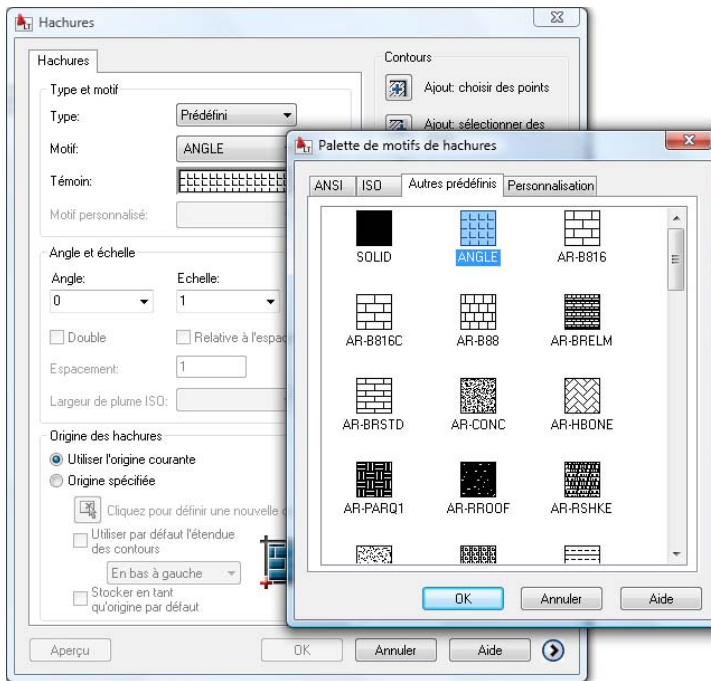 Hachures
Hachures
Type et motif
Type: Prédéfini
Motif: ANGLE
Témoin:
Motif personnalisé:
Angle et échelle
Angle: Echelle:
0 1
Double Relative à l'espac
Espacement: 1
Largeur de plume ISO:
Origine des hachures
Utiliser l'origine courante
Origine spécifiée
Cliquez pour définir une nouvelle
Utiliser par défaut l'étendue
des contours
En bas à gauche
Stocker en tant
qu'origine par défaut
Aperçu OK Annuler Aide
Contours
Ajout: choisir des points
Ajout: sélectionner des
Palette de motifs de hachures
ANSI ISO Autres prédéfinis Personnalisation
SOLID ANGLE AR-B816
AR-B816C AR-B88 AR-BRELM
AR-BRSTD AR-CONC AR-HBONE
AR-PARQ1 AR-RROOF AR-RSHKE
OK Annuler Aide